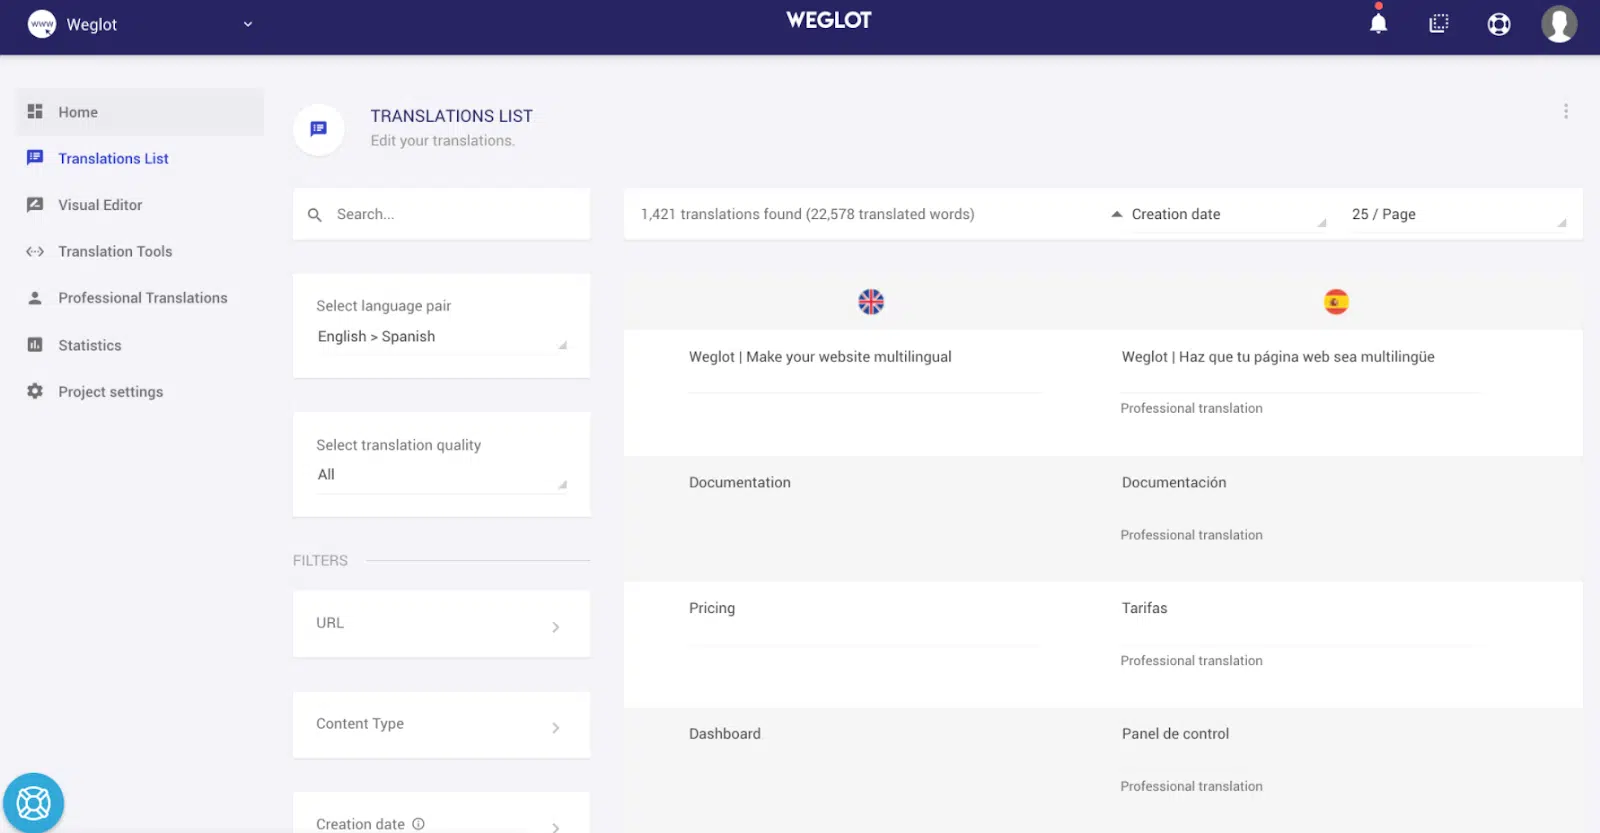 www
Weglot
WEGLOT
Home
Translations List
Visual Editor
Translation Tools
Professional Translations
Statistics
Project settings
TRANSLATIONS LIST
Edit your translations.
Search...
1,421 translations found (22,578 translated words)
Creation date
25 / Page
Select language pair
English > Spanish
Select translation quality
All
FILTERS
URL
Content Type
Creation date
Weglot | Make your website multilingual
Weglot | Haz que tu página web sea multilingüe
Professional translation
Documentation
Documentación
Professional translation
Pricing
Tarifas
Professional translation
Dashboard
Panel de control
Professional translation